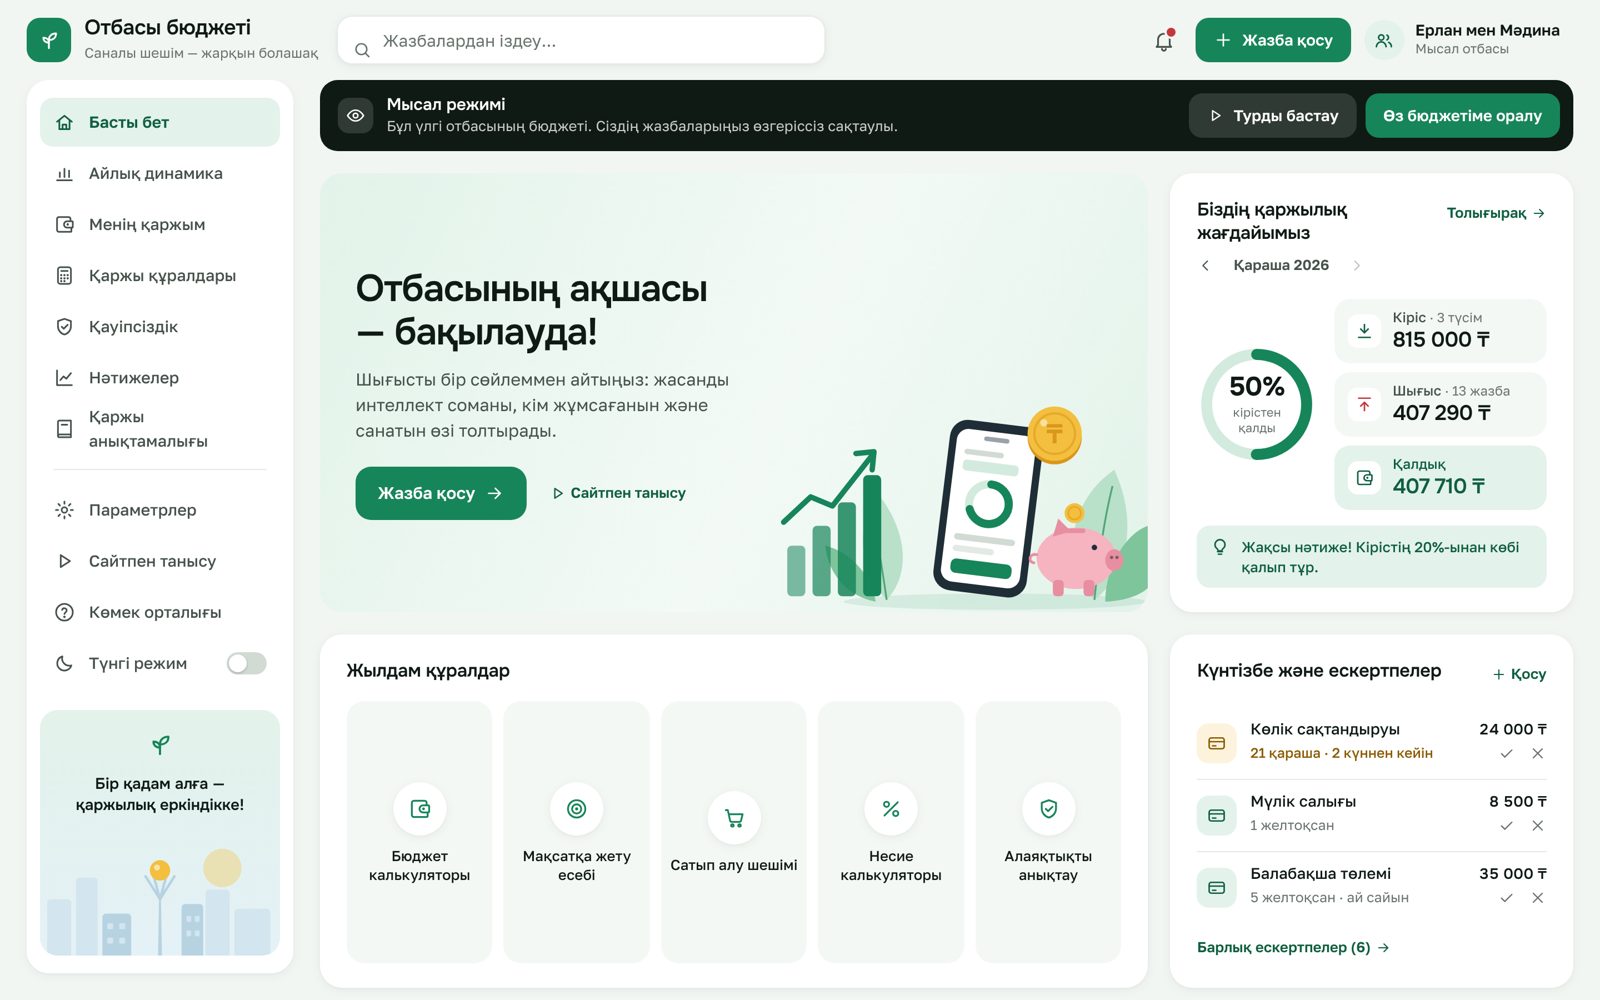 Отбасы бюджеті
Саналы шешім — жарқын болашақ
Жазбалардан іздеу...
Жазба қосу
Ерлан мен Мәдина
Мысал отбасы
Басты бет
Айлық динамика
Менің қаржым
Қаржы құралдары
Қауіпсіздік
Нәтижелер
Қаржы
анықтамалығы
Параметрлер
Сайтпен танысу
Көмек орталығы
Түнгі режим
Бір қадам алға —
қаржылық еркіндікке!
Мысал режимі
Бұл үлгі отбасының бюджеті. Сіздің жазбаларыңыз өзгеріссіз сақтаулы.
Турды бастау
Өз бюджетіме оралу
Отбасының ақшасы
— бақылауда!
Шығысты бір сөйлеммен айтыңыз: жасанды
интеллект соманы, кім жұмсағанын және
санатын өзі толтырады.
Жазба қосу →
Сайтпен танысу
₸
Біздің қаржылық
жағдайымыз
Толығырақ →
Қараша 2026
50%
кірістен
қалды
Кіріс · 3 түсім
815 000 ₸
Шығыс · 13 жазба
407 290 ₸
Қалдық
407 710 ₸
Жақсы нәтиже! Кірістің 20%-ынан көбі
қалып тұр.
Жылдам құралдар
Бюджет
калькуляторы
Мақсатқа жету
есебі
Сатып алу шешімі
Несие
калькуляторы
Алаяқтықты
анықтау
Күнтізбе және ескертпелер
+ Қосу
Көлік сақтандыруы
24 000 ₸
21 қараша · 2 күннен кейін
Мүлік салығы
8 500 ₸
1 желтоқсан
Балабақша төлемі
35 000 ₸
5 желтоқсан · ай сайын
Барлық ескертпелер (6) →